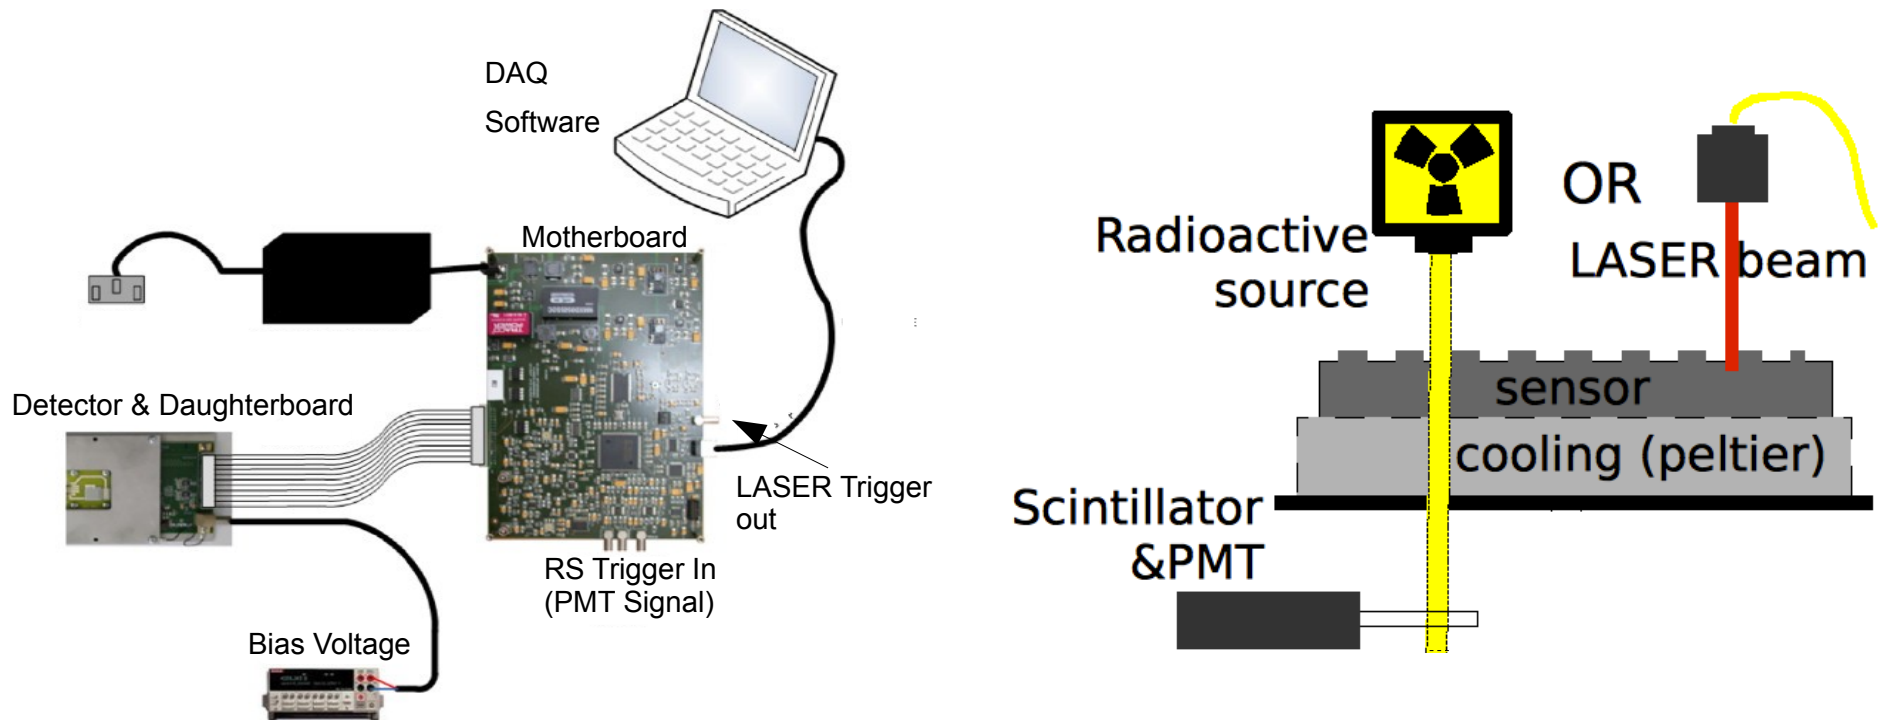 DAQ
Software
Motherboard
Detector & Daughterboard
LASER Trigger
out
RS Trigger In
(PMT Signal)
Bias Voltage
Radioactive
source
OR
LASER beam
sensor
cooling (peltier)
Scintillator
&PMT